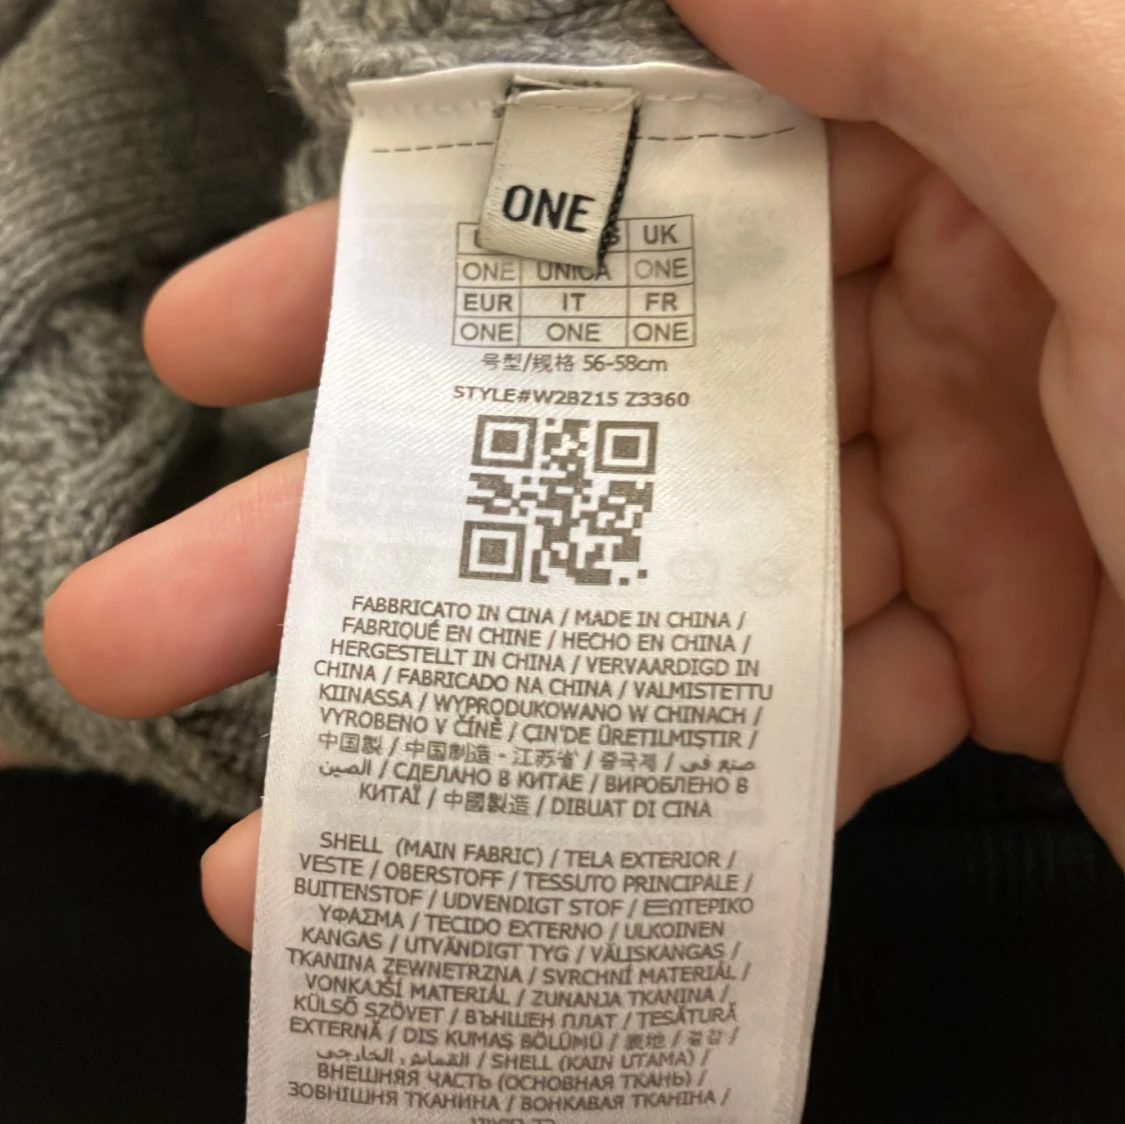 ONE
UK
ONE UNICA ONE
EUR IT FR
ONE ONE ONE
号型/规格 56-58cm
STYLE#W2BZ15 Z3360
FABBRICATO IN CINA / MADE IN CHINA /
FABRIQUÉ EN CHINE / HECHO EN CHINA /
HERGESTELLT IN CHINA / VERVAARDIGD IN
CHINA / FABRICADO NA CHINA / VALMISTETTU
KIINASSA / WYPRODUKOWANO W CHINACH /
VYROBENO V ČÍNĚ / ÇIN'DE ÜRETILMIŞTIR /
中国製 / 中国制造 - 江苏省 / 중국제 / صنع في
الصين / СДЕЛАНО В КИТАЕ / ВИРОБЛЕНО В
КИТАЇ / 中國製造 / DIBUAT DI CINA
SHELL (MAIN FABRIC) / TELA EXTERIOR /
VESTE / OBERSTOFF / TESSUTO PRINCIPALE /
BUITENSTOF / UDVENDIGT STOF / ΕΞΩΤΕΡΙΚΟ
ΥΦΑΣΜΑ / TECIDO EXTERNO / ULKOINEN
KANGAS / UTVÄNDIGT TYG / VÄLISKANGAS /
TKANINA ZEWNĘTRZNA / SVRCHNÍ MATERIÁL /
VONKAJŠÍ MATERIÁL / ZUNANJA TKANINA /
KÜLSŐ SZÖVET / ВЪНШЕН ПЛАТ / ȚESĂTURĂ
EXTERNĂ / DIS KUMAŞ BÖLÜMÜ / 裏地 / 겉감 /
القماش الخارجي / SHELL (KAIN UTAMA) /
ВНЕШНЯЯ ЧАСТЬ (ОСНОВНАЯ ТКАНЬ) /
ЗОВНІШНЯ ТКАНИНА / ВОНКАВАЯ ТКАНІНА /